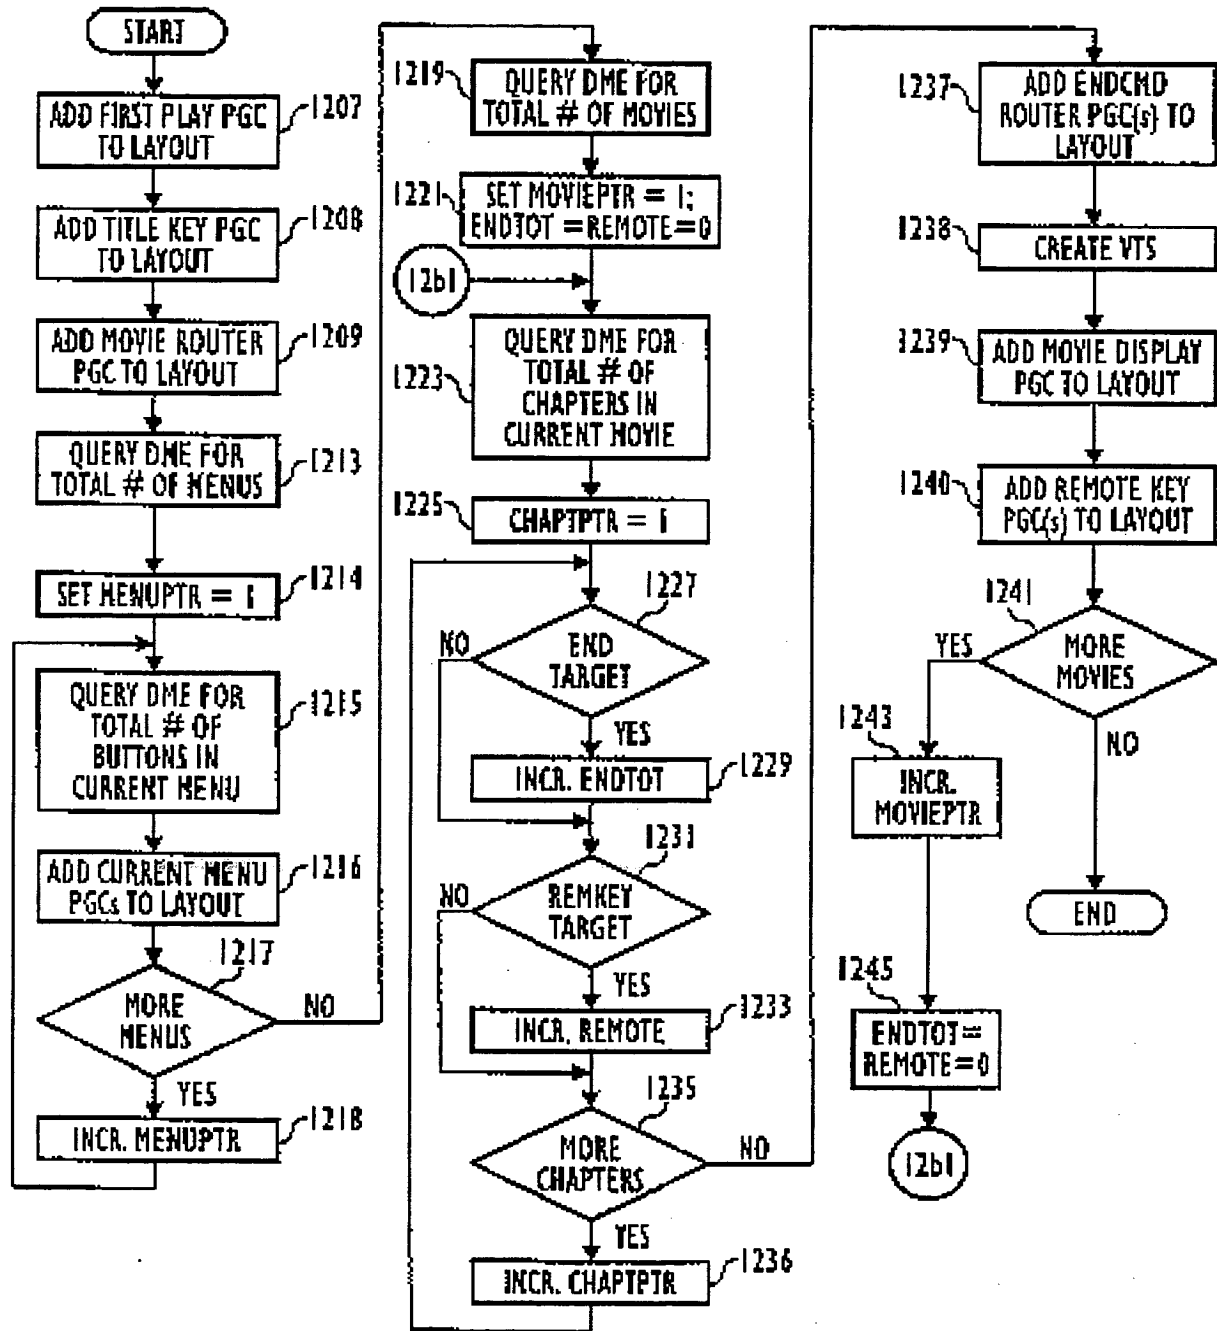 START
ADD FIRST PLAY PGC
TO LAYOUT
1207
ADD TITLE KEY PGC
TO LAYOUT
1208
ADD MOVIE ROUTER
PGC TO LAYOUT
1209
QUERY DME FOR
TOTAL # OF MENUS
1213
SET MENUPTR = 1
1214
QUERY DME FOR
TOTAL # OF
BUTTONS IN
CURRENT MENU
1215
ADD CURRENT MENU
PGCs TO LAYOUT
1216
MORE
MENUS
1217
NO
YES
INCR. MENUPTR
1218
1219
QUERY DME FOR
TOTAL # OF MOVIES
1221
SET MOVIEPTR = 1;
ENDTOT =REMOTE=0
12b1
1223
QUERY DME FOR
TOTAL # OF
CHAPTERS IN
CURRENT MOVIE
1225
CHAPTPTR = 1
1227
END
TARGET
NO
YES
INCR. ENDTOT
1229
1231
REMKEY
TARGET
NO
YES
INCR. REMOTE
1233
1235
MORE
CHAPTERS
NO
YES
INCR. CHAPTPTR
1236
1237
ADD ENDCMD
ROUTER PGC(s) TO
LAYOUT
1238
CREATE VTS
1239
ADD MOVIE DISPLAY
PGC TO LAYOUT
1240
ADD REMOTE KEY
PGC(s) TO LAYOUT
1241
MORE
MOVIES
YES
NO
1243
INCR.
MOVIEPTR
END
1245
ENDTOT=
REMOTE=0
12b1